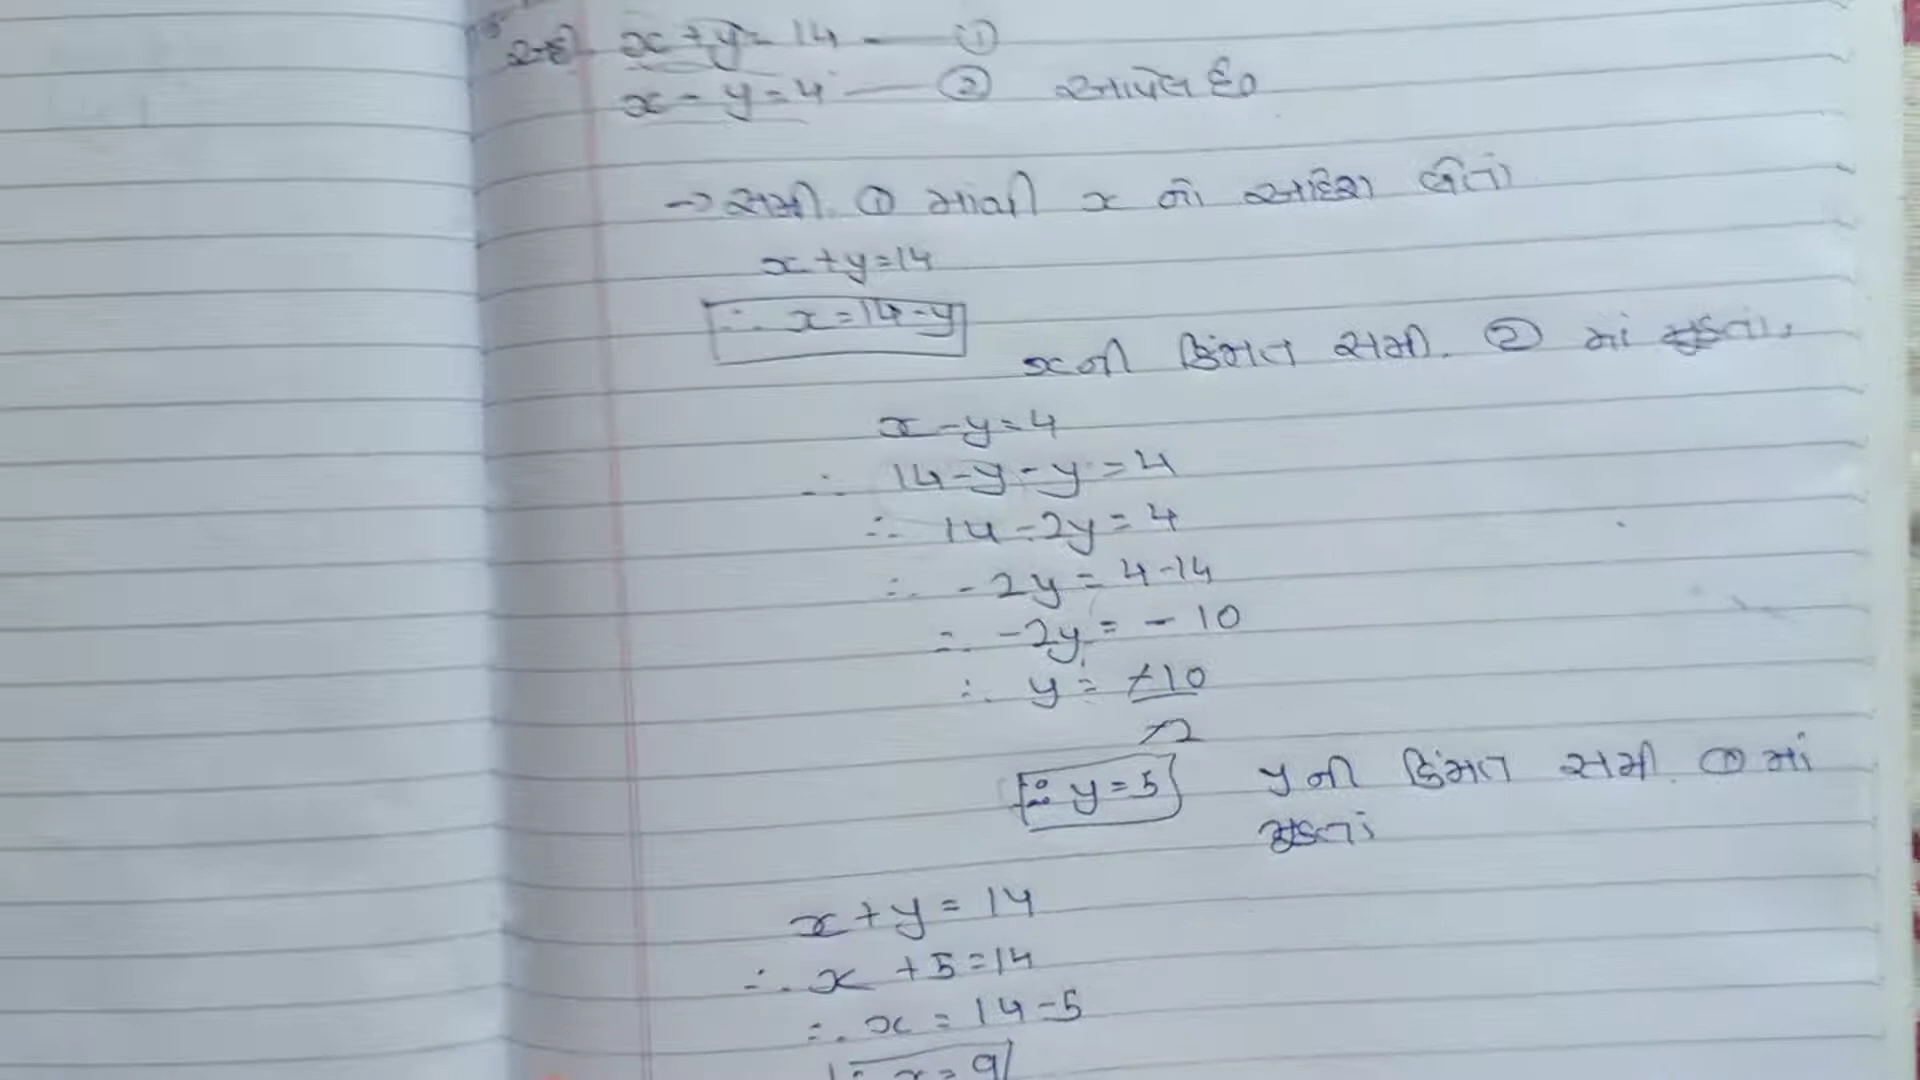 અહીં x + y = 14 — ①
x - y = 4 — ② આપેલ છે.
→ સમી. ① માંથી x નો આદેશ લેતાં
x + y = 14
∴ x = 14 - y
x ની કિંમત સમી. ② માં મુકતાં,
x - y = 4
∴ 14 - y - y = 4
∴ 14 - 2y = 4
∴ - 2y = 4 - 14
∴ - 2y = - 10
∴ y = -10
-2
∴ y = 5 y ની કિંમત સમી. ① માં
મુકતાં
x + y = 14
∴ x + 5 = 14
∴ x = 14 - 5
∴ x = 9